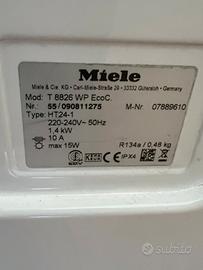 Miele
Miele & Cie. KG • Carl-Miele-Straße 29 • 33332 Gütersloh • Germany
Mod. T 8826 WP EcoC.
Nr. 55/090811275 M-Nr. 07889610
Type HT24-1
220-240V~ 50Hz
1,4 kW
10 A
max 15W
IPX4
R134a / 0,48 kg
subito